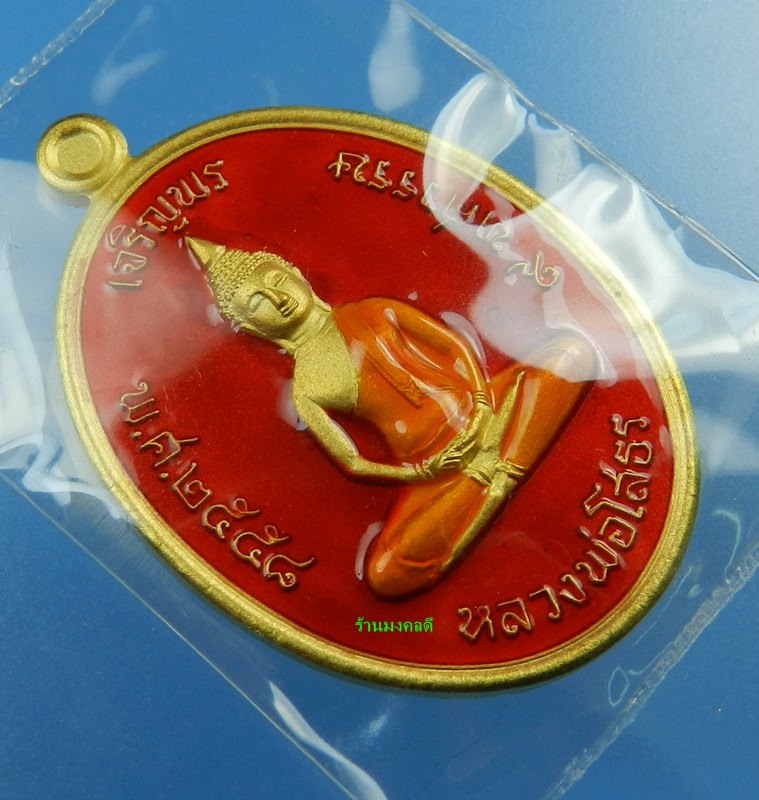 เจริญพร
พ.ศ.๒๕๕๘
หลวงพ่อโสธร
ร้านมงคลดี